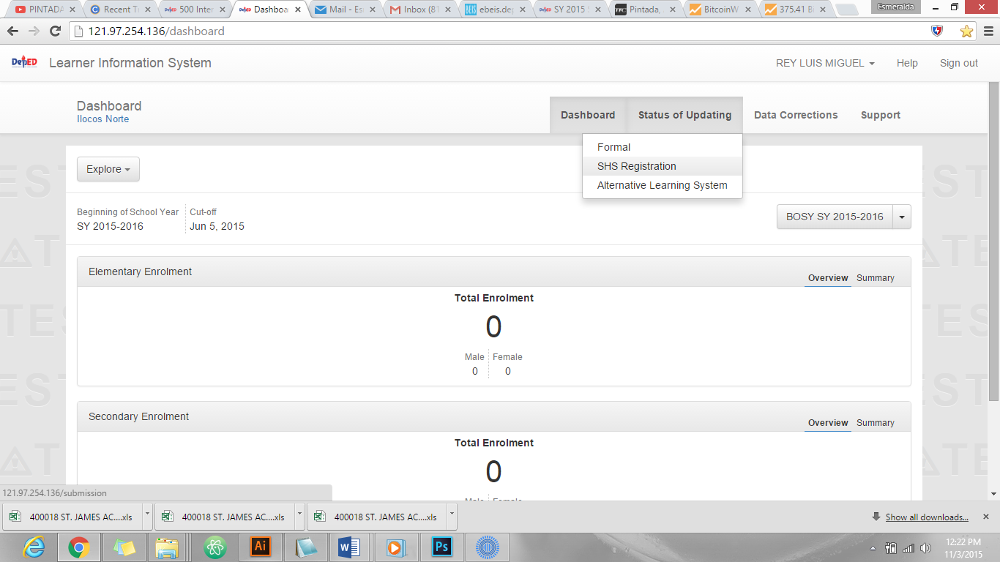 PINTADA
Recent T
500 Inter
Dashboa
Mail - Es
Inbox (81
ebeis.dep
SY 2015
Pintada,
BitcoinW
375.41 B
Esmeralda
121.97.254.136/dashboard
DepED Learner Information System
REY LUIS MIGUEL
Help
Sign out
Dashboard
Ilocos Norte
Dashboard
Status of Updating
Data Corrections
Support
Formal
SHS Registration
Alternative Learning System
Explore
Beginning of School Year
SY 2015-2016
Cut-off
Jun 5, 2015
BOSY SY 2015-2016
Elementary Enrolment
Overview Summary
Total Enrolment
0
Male Female
0 0
Secondary Enrolment
Overview Summary
Total Enrolment
0
Male Female
121.97.254.136/submission
400018 ST. JAMES AC....xls
400018 ST. JAMES AC....xls
400018 ST. JAMES AC....xls
Show all downloads...
Ai
Ps
12:22 PM
11/3/2015